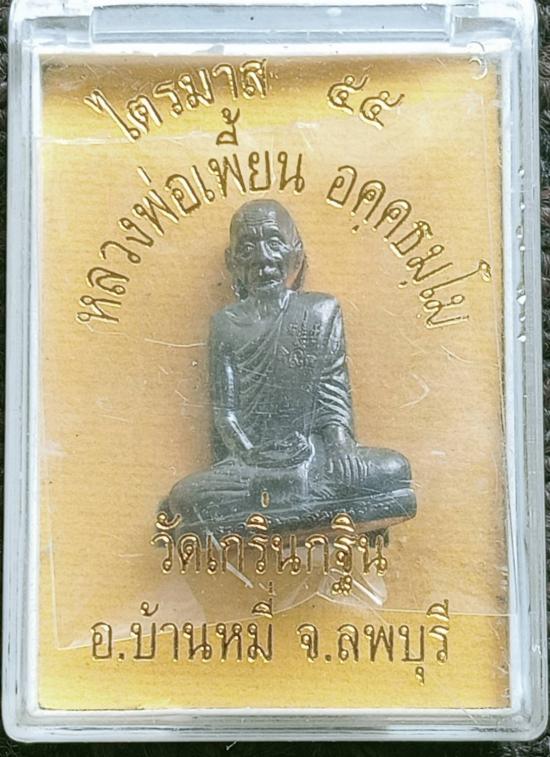 ไตรมาส ๕๕
หลวงพ่อเพี้ยน อคฺคธมฺโม
วัดเกริ่นกฐิน
อ.บ้านหมี่ จ.ลพบุรี